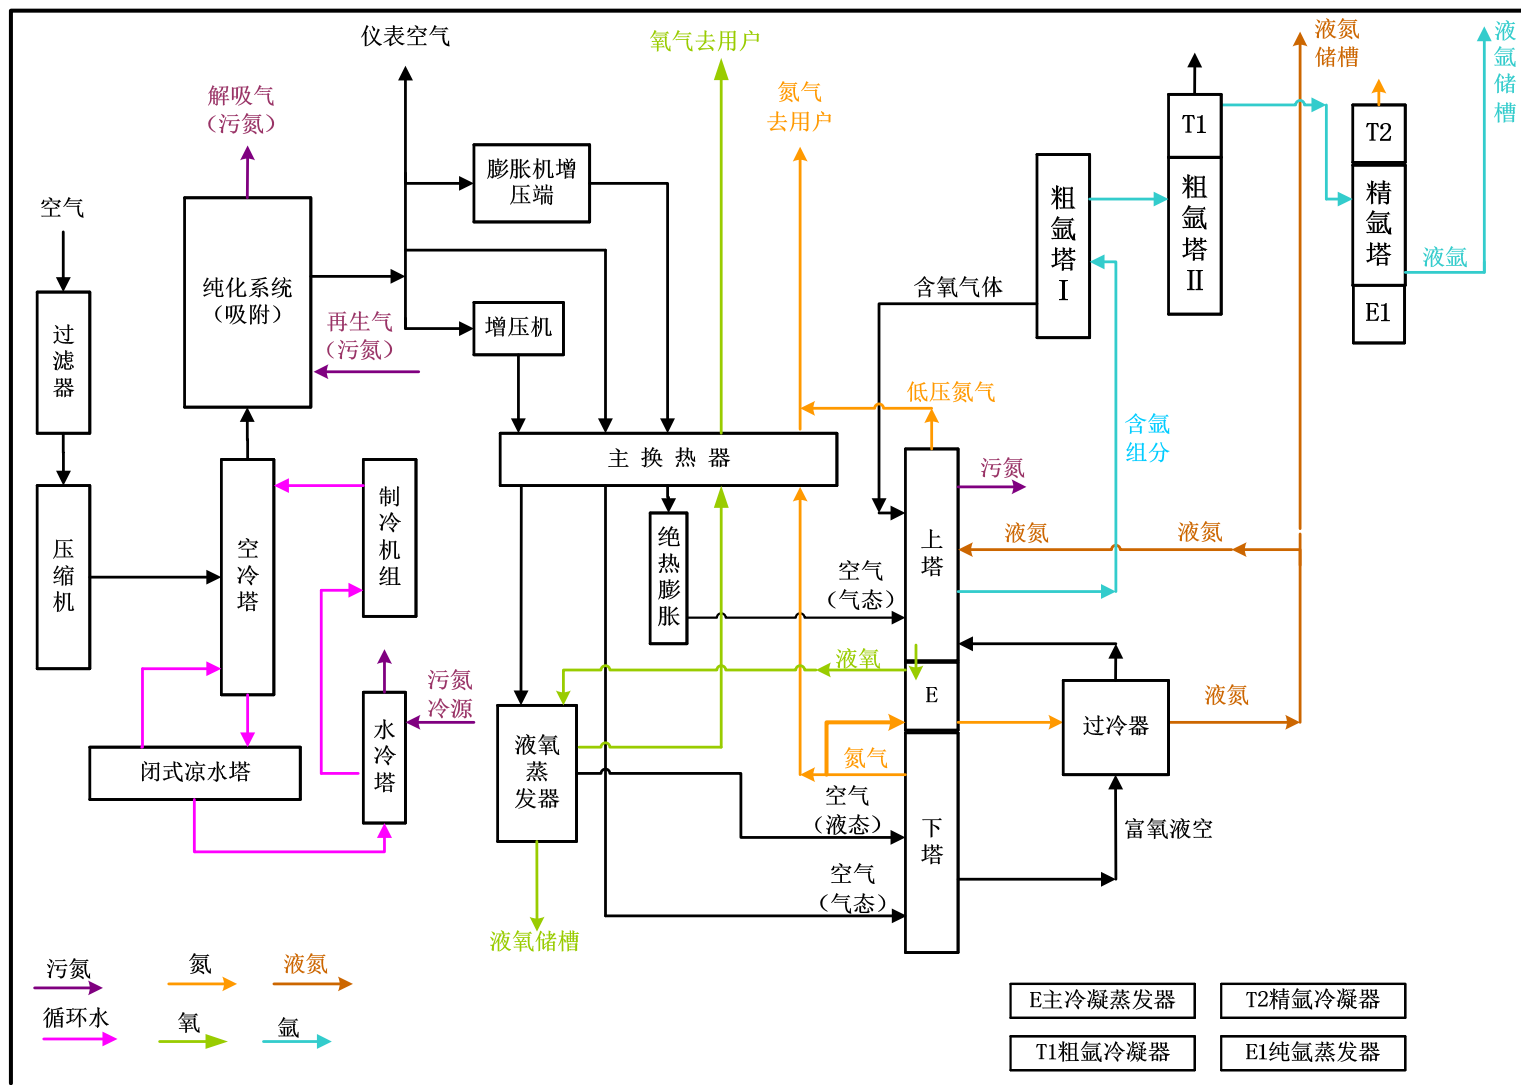 仪表空气
氧气去用户
液氮
储槽
液
氩
储
槽
解吸气
（污氮）
氮气
去用户
T1
T2
膨胀机增
压端
空气
粗
氩
塔
I
粗
氩
塔
II
精
氩
塔
液氩
E1
纯化系统
（吸附）
含氧气体
再生气
（污氮）
增压机
过
滤
器
低压氮气
含氩
组分
主换热器
污氮
压
缩
机
空
冷
塔
制
冷
机
组
绝
热
膨
胀
上
塔
液氮
液氮
空气
（气态）
液氧
E
污氮
冷源
水
冷
塔
闭式凉水塔
液氧
蒸
发器
氮气
过冷器
液氮
空气
（液态）
下
塔
富氧液空
空气
（气态）
液氧储槽
污氮
氮
液氮
循环水
氧
氩
E主冷凝蒸发器
T2精氩冷凝器
T1粗氩冷凝器
E1纯氩蒸发器